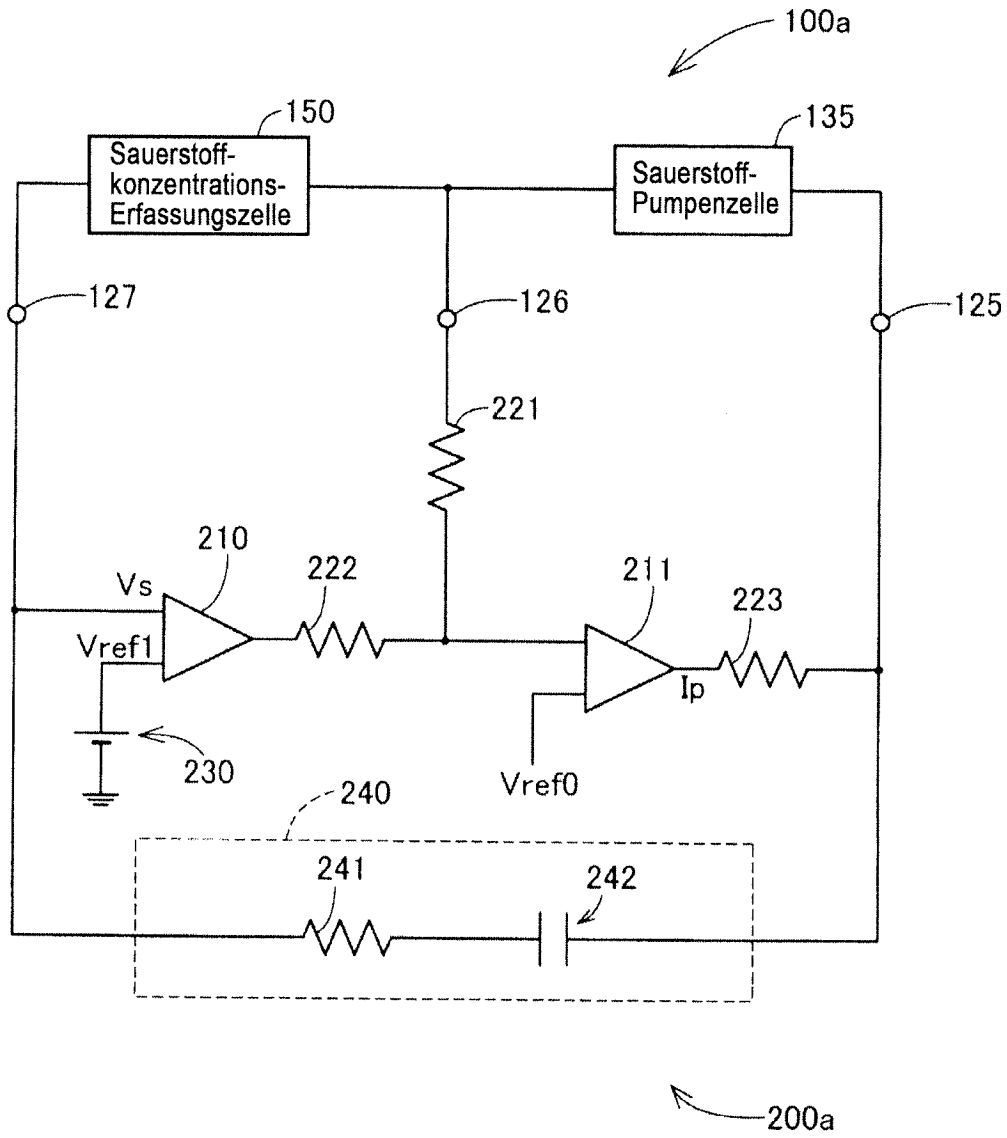 100a
150
135
Sauerstoff-
konzentrations-
Erfassungszelle
Sauerstoff-
Pumpenzelle
127
126
125
221
210
222
211
223
Vs
Vref1
Ip
230
Vref0
240
241
242
200a